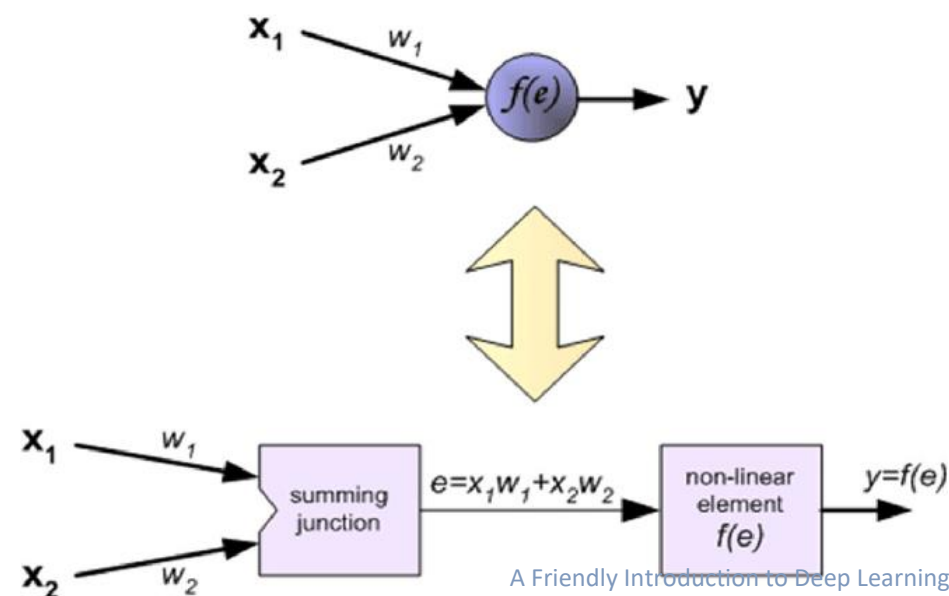 x₁
w₁
f(e)
y
w₂
x₂
x₁
w₁
summing
junction
e=x₁w₁+x₂w₂
non-linear
element
f(e)
y=f(e)
x₂
w₂
A Friendly Introduction to Deep Learning